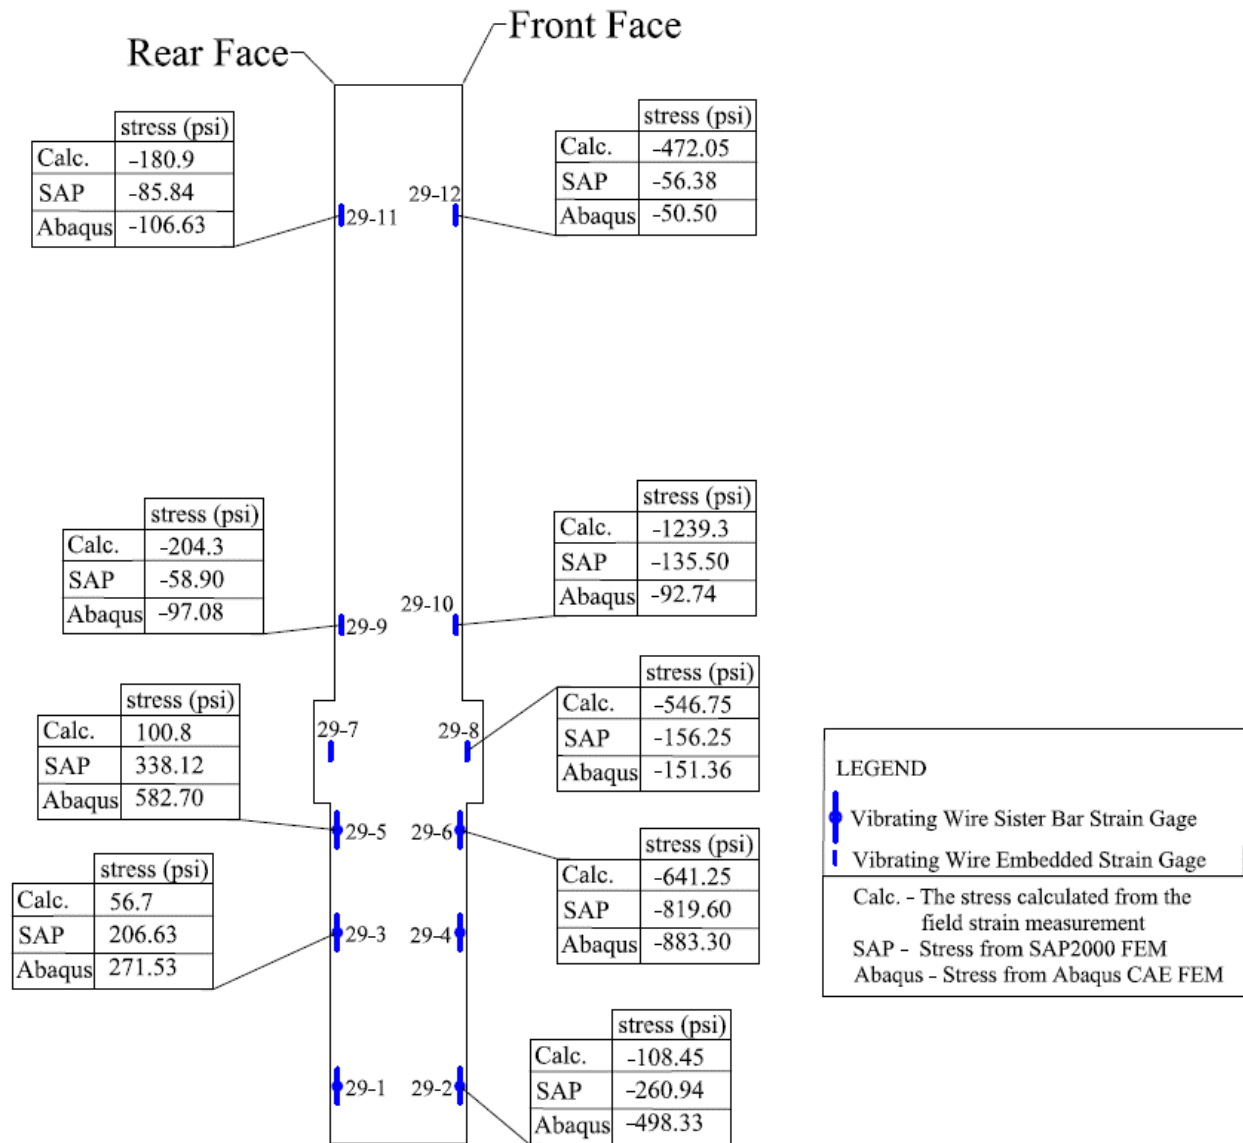 Rear Face
Front Face
stress (psi)
Calc. -180.9
SAP -85.84
Abaqus -106.63
stress (psi)
Calc. -472.05
SAP -56.38
Abaqus -50.50
29-11
29-12
stress (psi)
Calc. -204.3
SAP -58.90
Abaqus -97.08
stress (psi)
Calc. -1239.3
SAP -135.50
Abaqus -92.74
29-9
29-10
stress (psi)
Calc. 100.8
SAP 338.12
Abaqus 582.70
29-7
29-8
stress (psi)
Calc. -546.75
SAP -156.25
Abaqus -151.36
29-5
29-6
stress (psi)
Calc. 56.7
SAP 206.63
Abaqus 271.53
stress (psi)
Calc. -641.25
SAP -819.60
Abaqus -883.30
29-3
29-4
29-1
29-2
stress (psi)
Calc. -108.45
SAP -260.94
Abaqus -498.33
LEGEND
Vibrating Wire Sister Bar Strain Gage
Vibrating Wire Embedded Strain Gage
Calc. - The stress calculated from the
field strain measurement
SAP - Stress from SAP2000 FEM
Abaqus - Stress from Abaqus CAE FEM